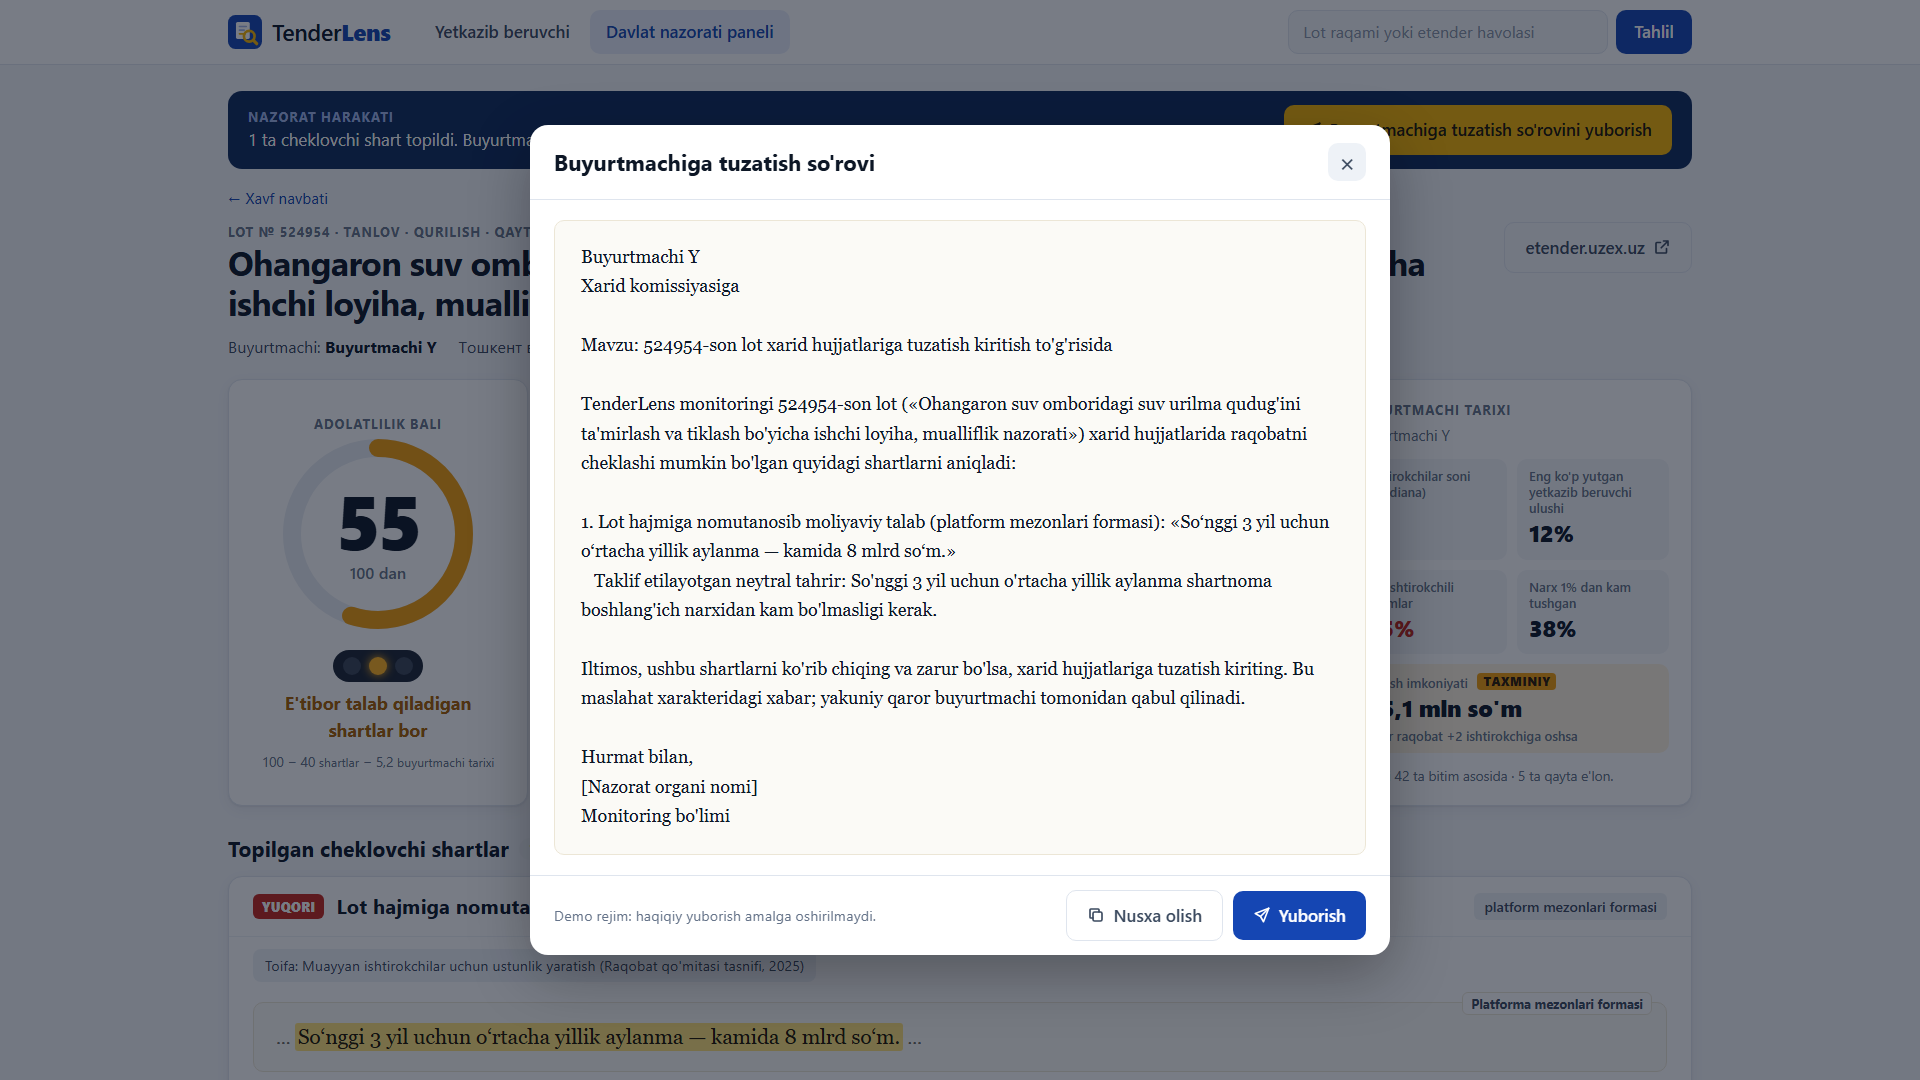 TenderLens
Yetkazib beruvchi
Davlat nazorati paneli
Lot raqami yoki etender havolasi
Tahlil
NAZORAT HARAKATI
1 ta cheklovchi shart topildi.
tuzatish so'rovini yuborish
← Xavf navbati
LOT № 524954 · TANLOV · QURILISH ·
Ohangaron suv
ishchi loyiha,
etender.uzex.uz
Buyurtmachi: Buyurtmachi Y
Buyurtmachiga tuzatish so'rovi
×
Buyurtmachi Y
Xarid komissiyasiga
Mavzu: 524954-son lot xarid hujjatlariga tuzatish kiritish to'g'risida
TenderLens monitoringi 524954-son lot («Ohangaron suv omboridagi suv urilma qudug'ini
ta'mirlash va tiklash bo'yicha ishchi loyiha, mualliflik nazorati») xarid hujjatlarida raqobatni
cheklashi mumkin bo'lgan quyidagi shartlarni aniqladi:
1. Lot hajmiga nomutanosib moliyaviy talab (platform mezonlari formasi): «So‘nggi 3 yil uchun
o‘rtacha yillik aylanma — kamida 8 mlrd so‘m.»
Taklif etilayotgan neytral tahrir: So'nggi 3 yil uchun o'rtacha yillik aylanma shartnoma
boshlang'ich narxidan kam bo'lmasligi kerak.
Iltimos, ushbu shartlarni ko'rib chiqing va zarur bo'lsa, xarid hujjatlariga tuzatish kiriting. Bu
maslahat xarakteridagi xabar; yakuniy qaror buyurtmachi tomonidan qabul qilinadi.
Hurmat bilan,
[Nazorat organi nomi]
Monitoring bo'limi
Demo rejim: haqiqiy yuborish amalga oshirilmaydi.
Nusxa olish
Yuborish
ADOLATLILIK BALI
55
100 dan
E'tibor talab qiladigan
shartlar bor
100 − 40 shartlar − 5,2 buyurtmachi tarixi
TARIXI
Y
soni
Eng ko'p yutgan
yetkazib beruvchi
ulushi
12%
Narx 1% dan kam
tushgan
38%
imkoniyati
TAXMINIY
mln so'm
raqobat +2 ishtirokchiga oshsa
42 ta bitim asosida · 5 ta qayta e'lon.
Topilgan cheklovchi shartlar
YUQORI
Lot hajmiga
platform mezonlari formasi
Toifa: Muayyan ishtirokchilar uchun ustunlik yaratish (Raqobat qo'mitasi tasnifi, 2025)
Platforma mezonlari formasi
... So‘nggi 3 yil uchun o‘rtacha yillik aylanma — kamida 8 mlrd so‘m. ...